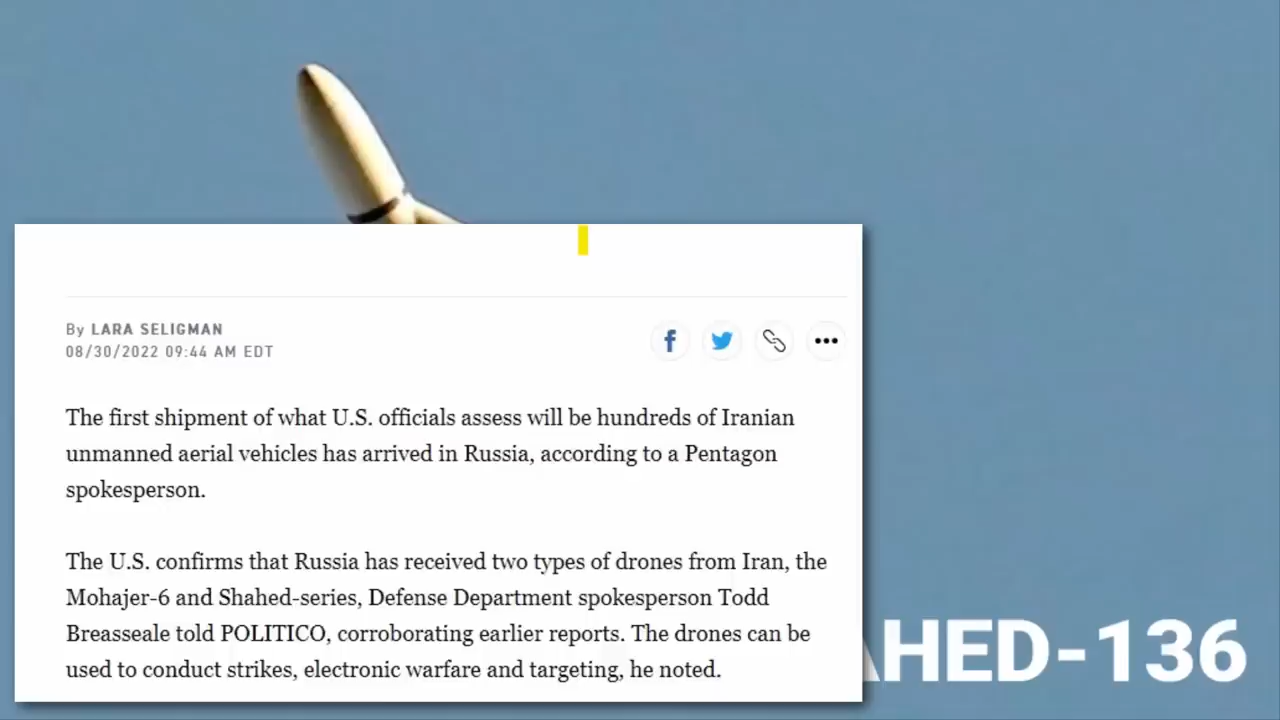 By LARA SELIGMAN
08/30/2022 09:44 AM EDT
The first shipment of what U.S. officials assess will be hundreds of Iranian
unmanned aerial vehicles has arrived in Russia, according to a Pentagon
spokesperson.
The U.S. confirms that Russia has received two types of drones from Iran, the
Mohajer-6 and Shahed-series, Defense Department spokesperson Todd
Breasseale told POLITICO, corroborating earlier reports. The drones can be
used to conduct strikes, electronic warfare and targeting, he noted.
AHED-136